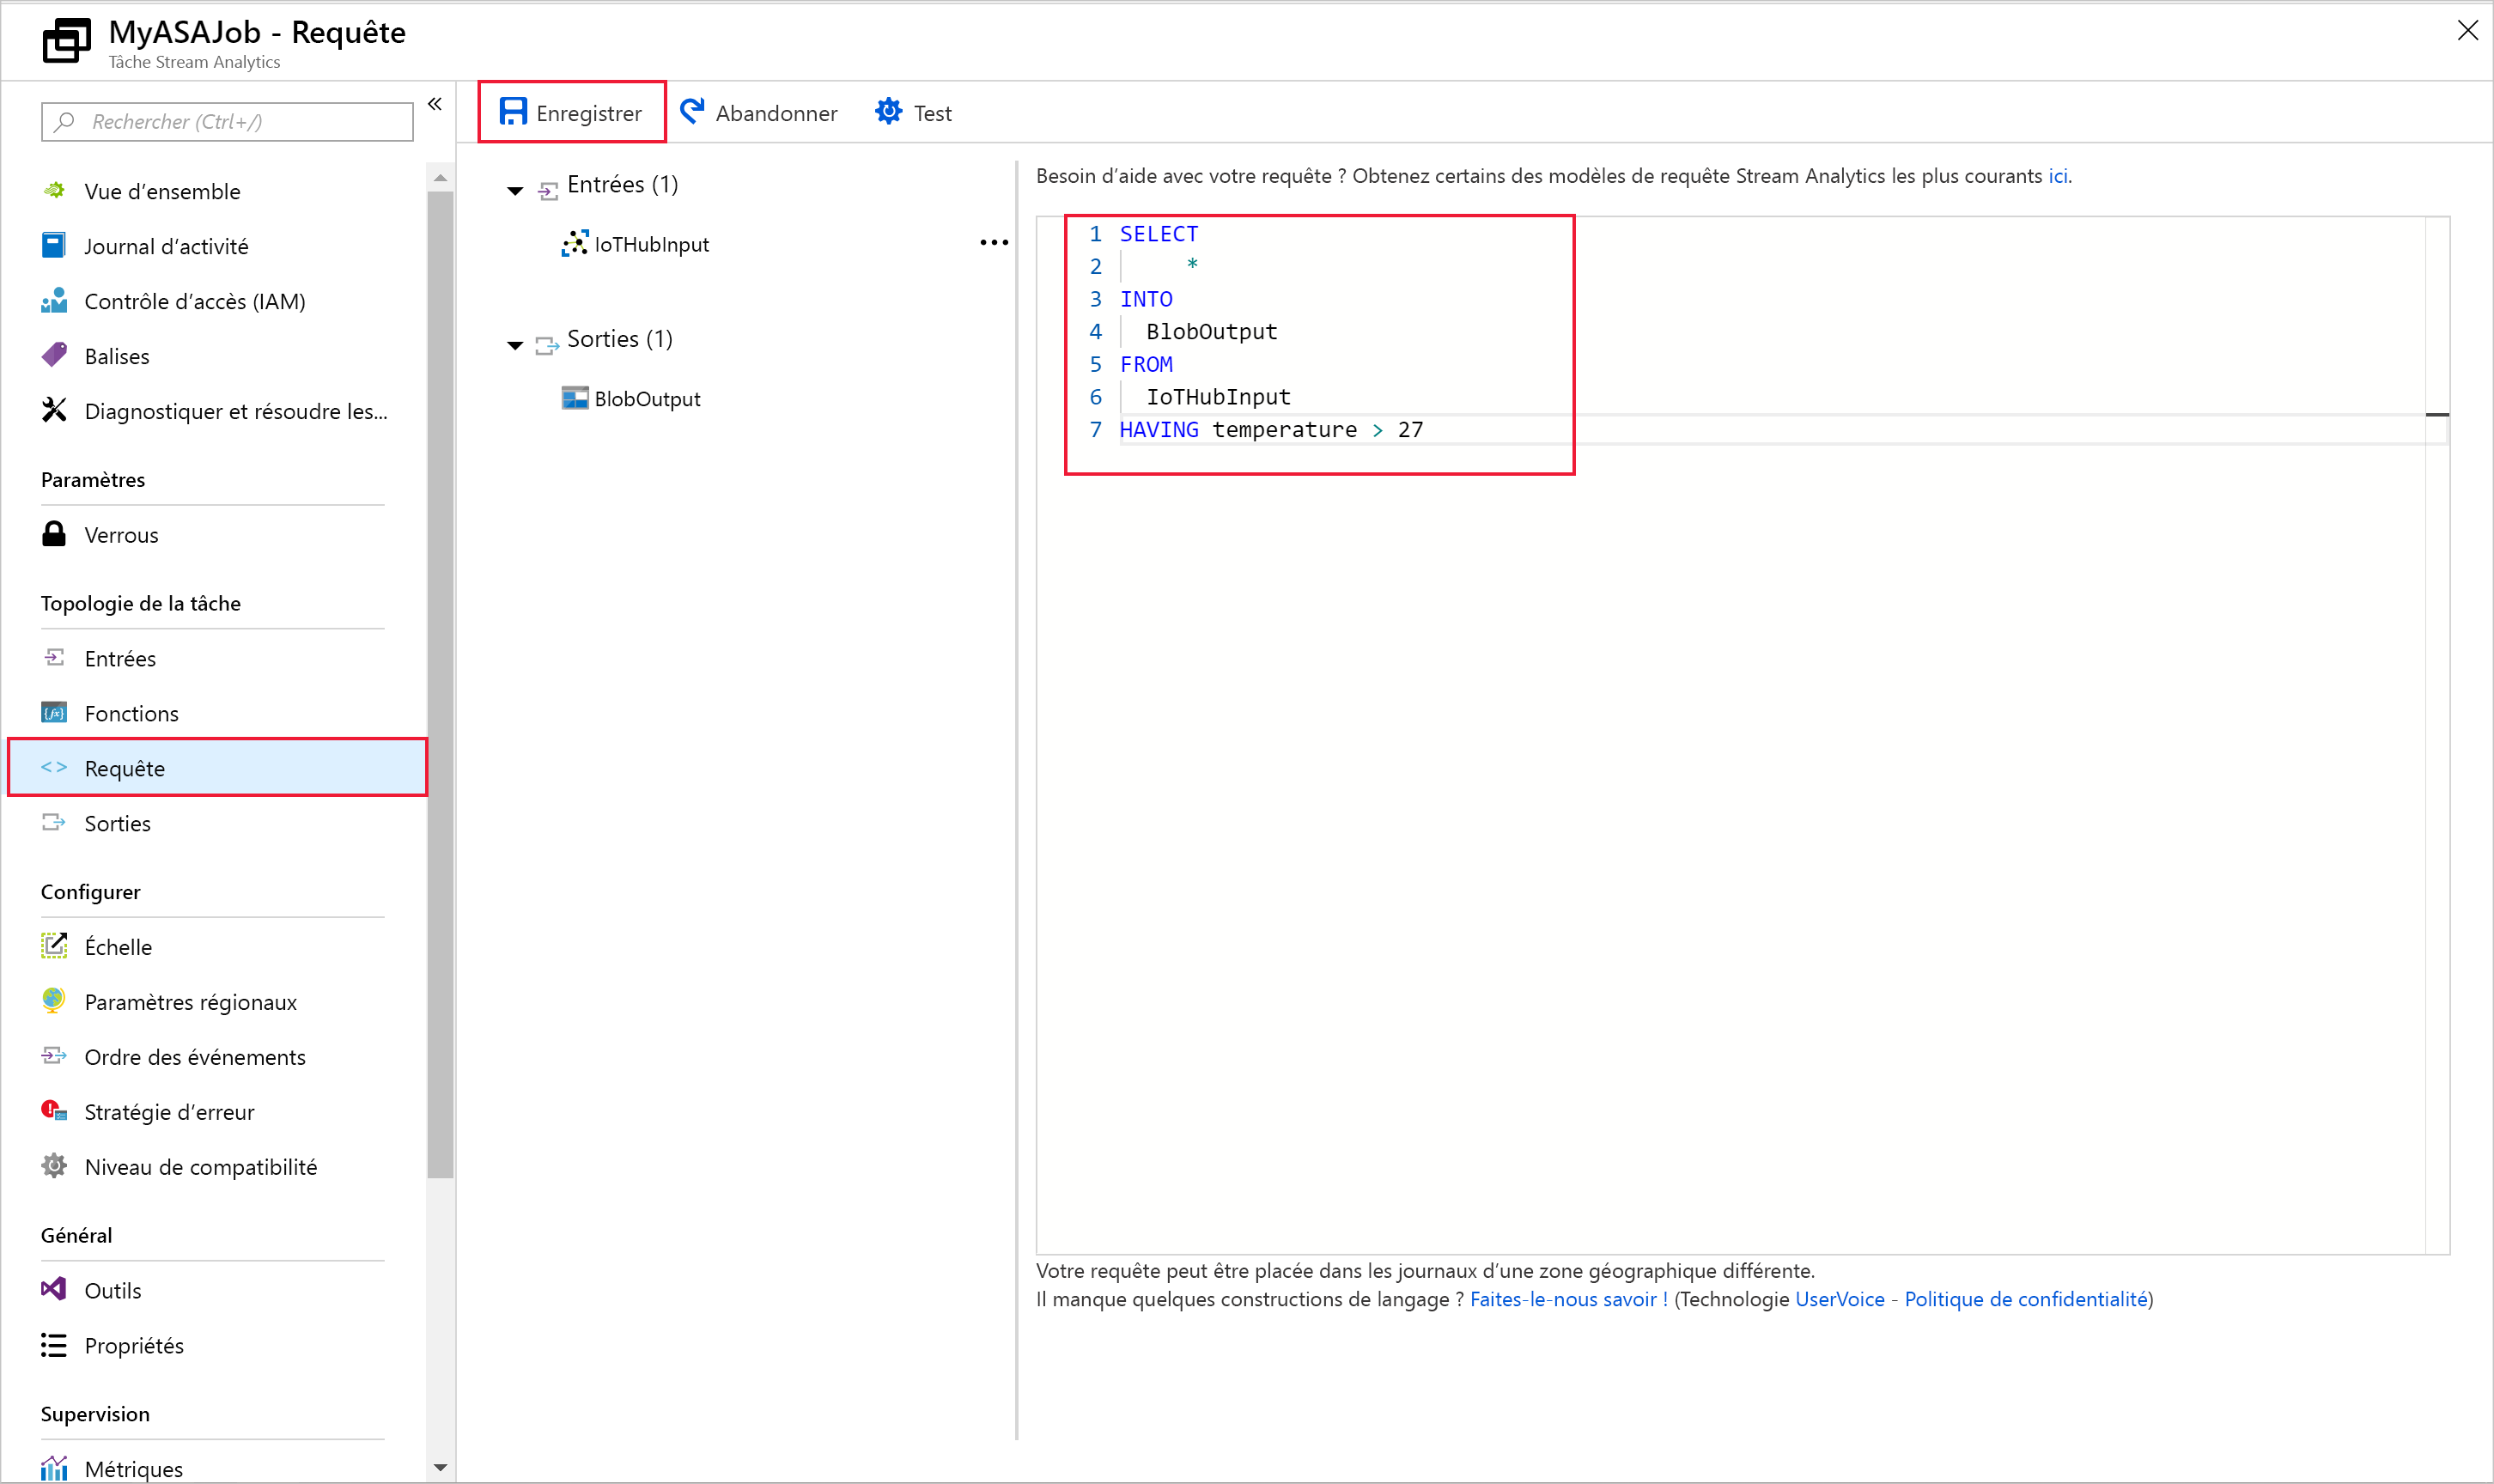 MyASAJob - Requête
Tâche Stream Analytics
Rechercher (Ctrl+/)
Vue d’ensemble
Journal d’activité
Contrôle d’accès (IAM)
Balises
Diagnostiquer et résoudre les...
Paramètres
Verrous
Topologie de la tâche
Entrées
Fonctions
Requête
Sorties
Configurer
Échelle
Paramètres régionaux
Ordre des événements
Stratégie d’erreur
Niveau de compatibilité
Général
Outils
Propriétés
Supervision
Métriques
Enregistrer
Abandonner
Test
Entrées (1)
IoTHubInput
Sorties (1)
BlobOutput
Besoin d’aide avec votre requête ? Obtenez certains des modèles de requête Stream Analytics les plus courants ici.
1 SELECT
2 *
3 INTO
4 BlobOutput
5 FROM
6 IoTHubInput
7 HAVING temperature > 27
Votre requête peut être placée dans les journaux d’une zone géographique différente.
Il manque quelques constructions de langage ? Faites-le-nous savoir ! (Technologie UserVoice - Politique de confidentialité)